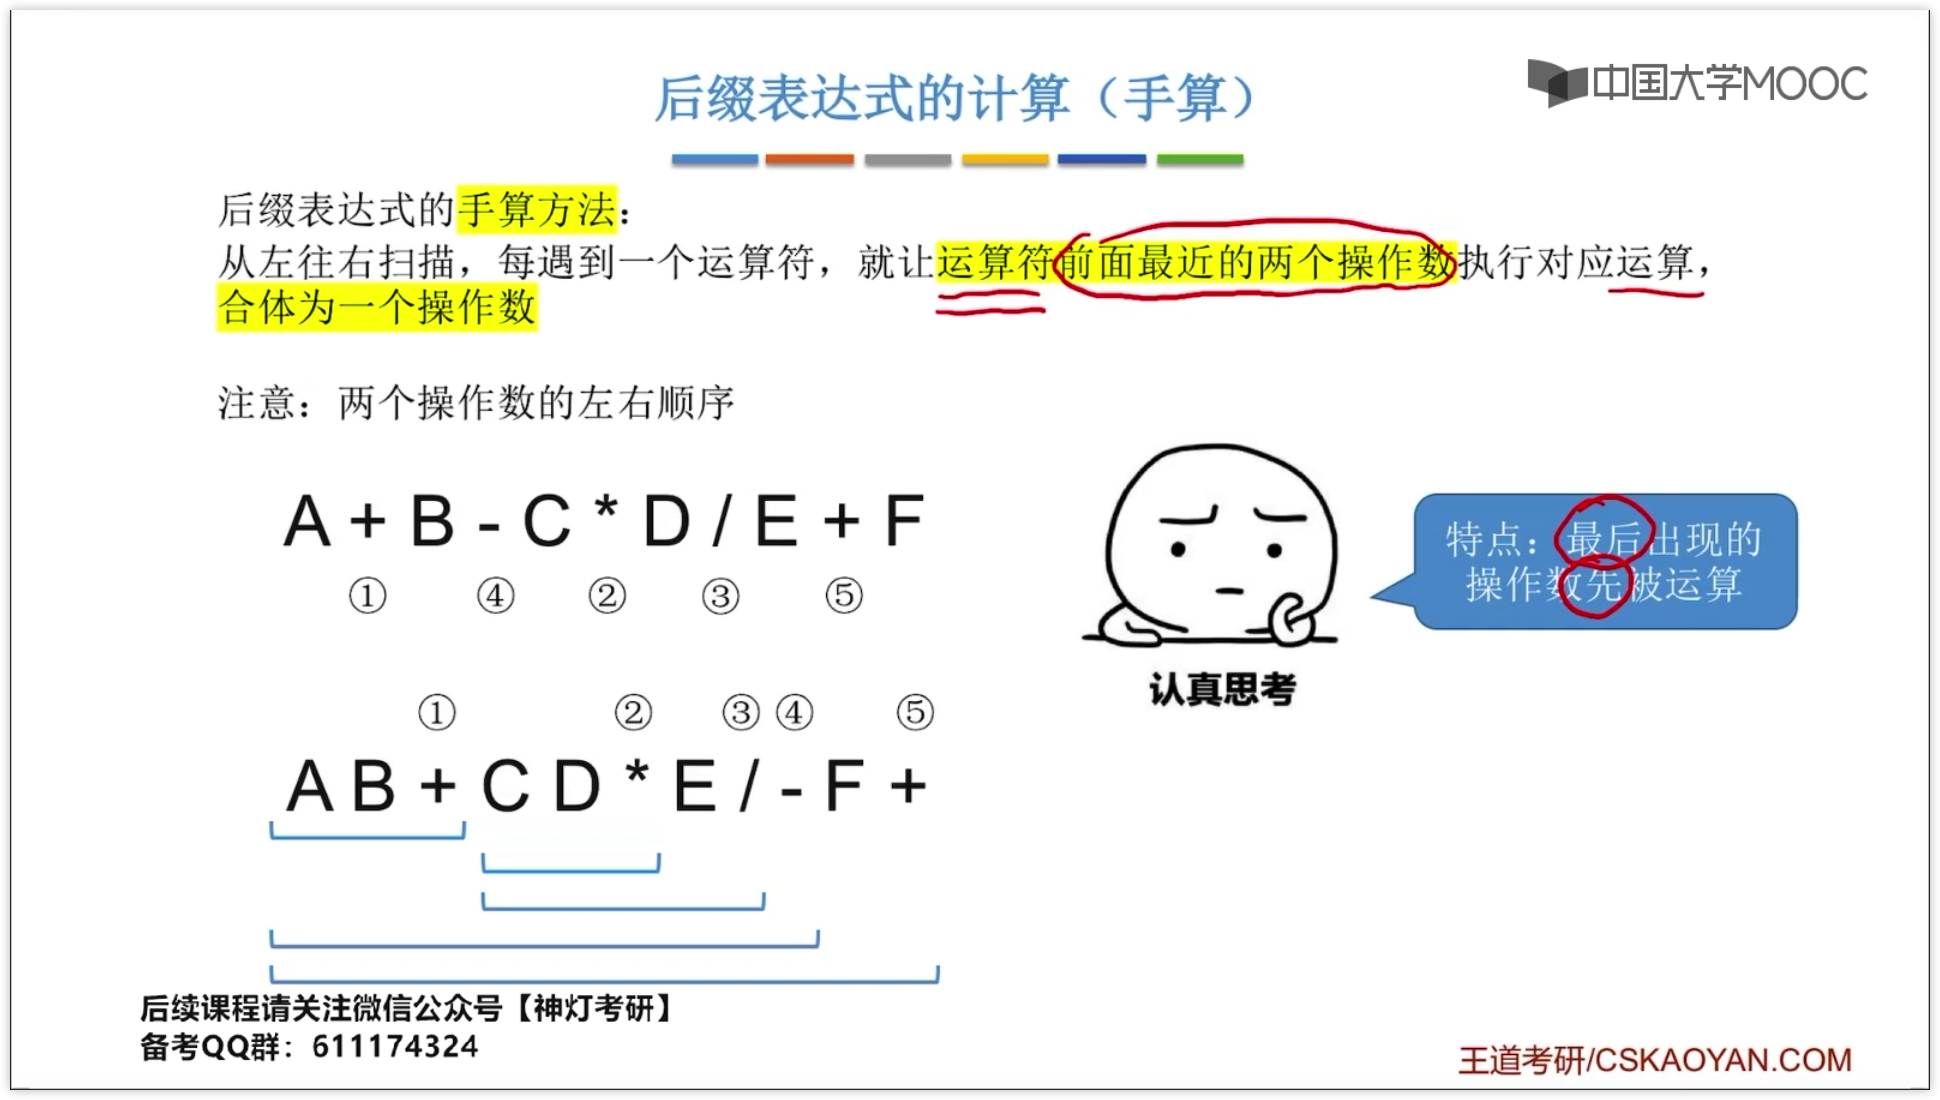 后缀表达式的计算（手算）
中国大学MOOC
后缀表达式的手算方法：
从左往右扫描，每遇到一个运算符，就让运算符前面最近的两个操作数执行对应运算，
合体为一个操作数
注意：两个操作数的左右顺序
A + B - C * D / E + F
① ④ ② ③ ⑤
特点：最后出现的
操作数先被运算
认真思考
① ② ③ ④ ⑤
A B + C D * E / - F +
后续课程请关注微信公众号【神灯考研】
备考QQ群：611174324
王道考研/CSKAOYAN.COM